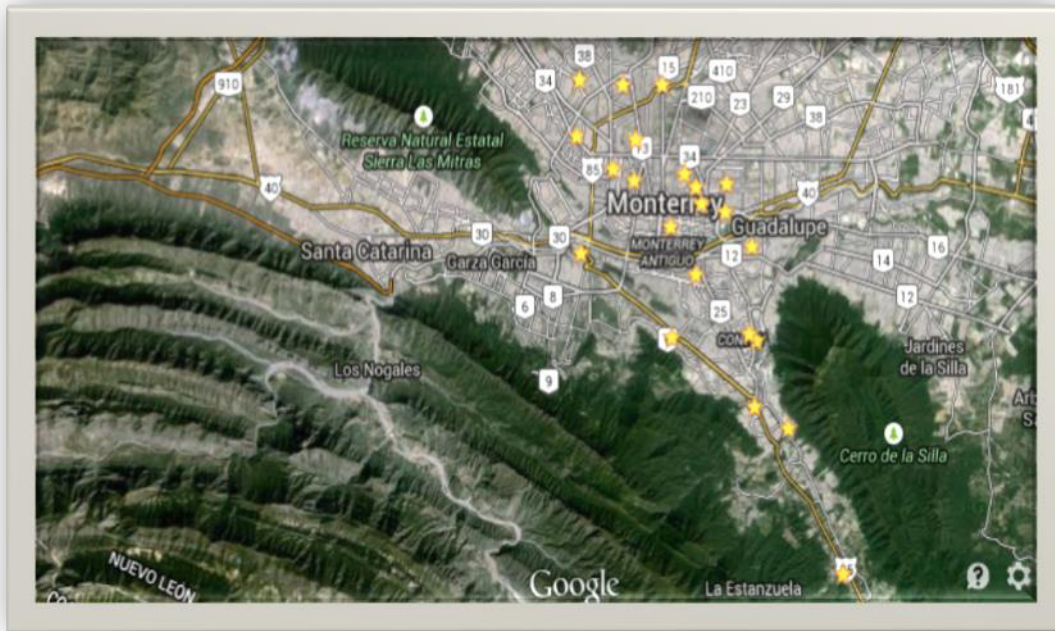 38
34
15
410
910
210
23
29
38
181
Reserva Natural Estatal
Sierra Las Mitras
85
34
40
40
Monterrey
Guadalupe
30
30
Santa Catarina
Garza García
MONTERREY
ANTIGUO
12
16
14
6
8
12
25
Los Nogales
9
Jardines
de la Silla
Cerro de la Silla
NUEVO LEÓN
Google
La Estanzuela
?